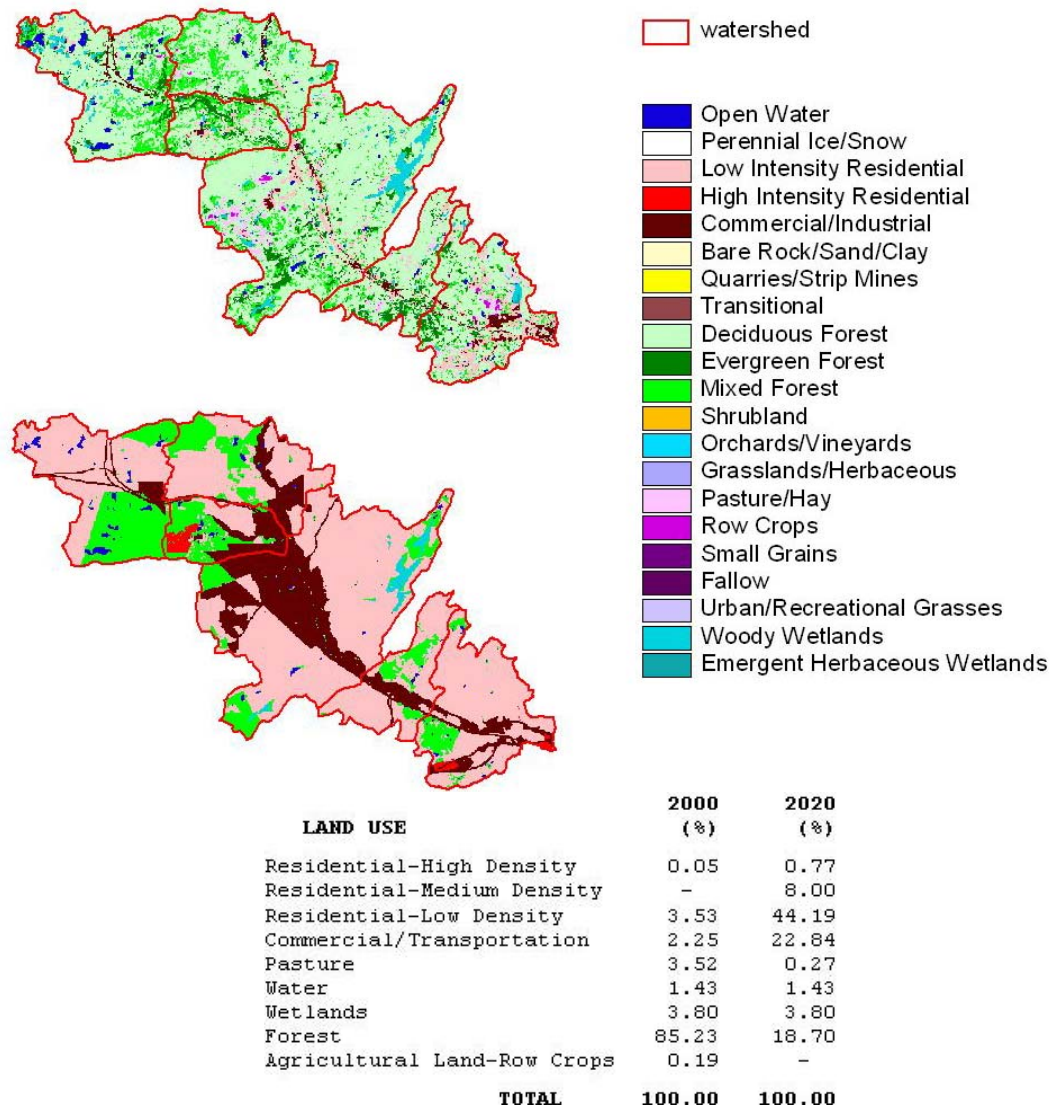 watershed
Open Water
Perennial Ice/Snow
Low Intensity Residential
High Intensity Residential
Commercial/Industrial
Bare Rock/Sand/Clay
Quarries/Strip Mines
Transitional
Deciduous Forest
Evergreen Forest
Mixed Forest
Shrubland
Orchards/Vineyards
Grasslands/Herbaceous
Pasture/Hay
Row Crops
Small Grains
Fallow
Urban/Recreational Grasses
Woody Wetlands
Emergent Herbaceous Wetlands
2000 2020
LAND USE (%) (%)
Residential-High Density 0.05 0.77
Residential-Medium Density - 8.00
Residential-Low Density 3.53 44.19
Commercial/Transportation 2.25 22.84
Pasture 3.52 0.27
Water 1.43 1.43
Wetlands 3.80 3.80
Forest 85.23 18.70
Agricultural Land-Row Crops 0.19 -
TOTAL 100.00 100.00